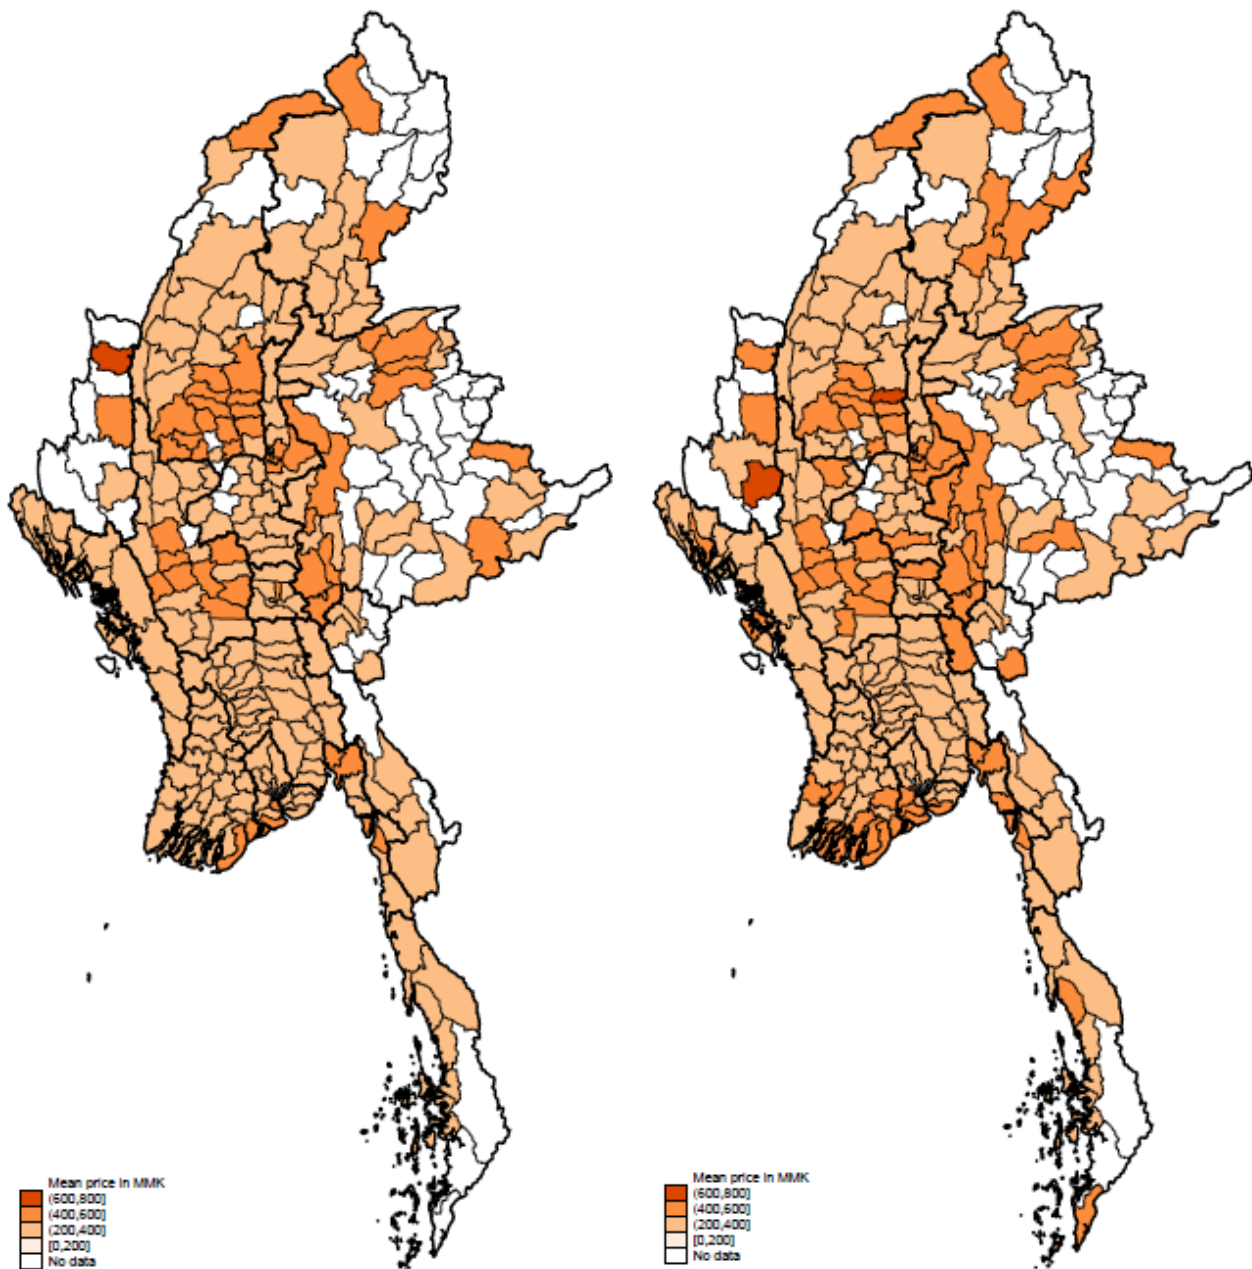 Mean price in MMK
(600,800]
(400,600]
(200,400]
[0,200]
No data
Mean price in MMK
(600,800]
(400,600]
(200,400]
[0,200]
No data